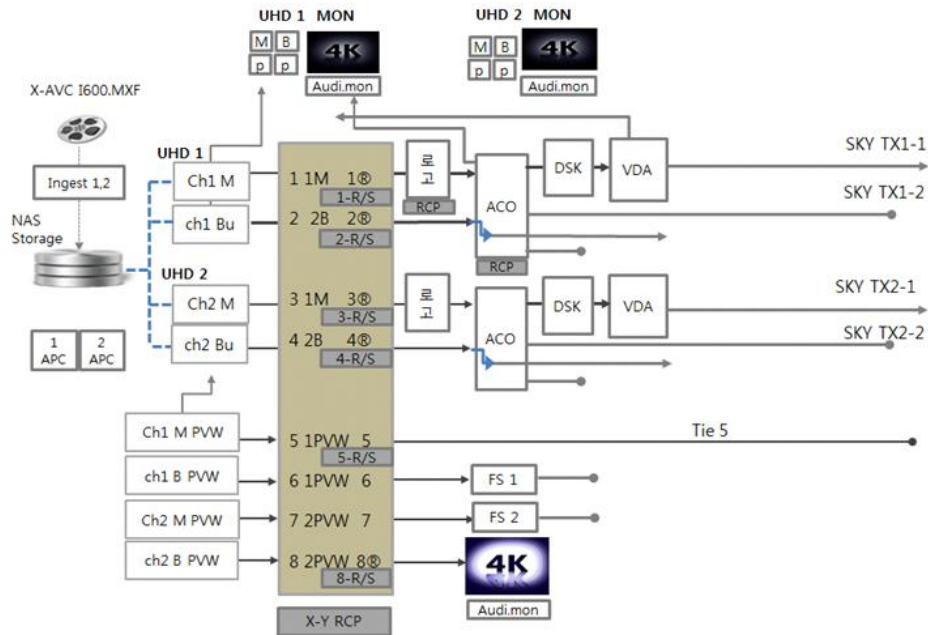 UHD 1 MON
M B
p p
4K
Audi.mon
UHD 2 MON
M B
p p
4K
Audi.mon
X-AVC I600.MXF
Ingest 1,2
NAS
Storage
1
APC
2
APC
UHD 1
Ch1 M
ch1 Bu
UHD 2
Ch2 M
ch2 Bu
Ch1 M PVW
ch1 B PVW
Ch2 M PVW
ch2 B PVW
1 1M 1®
1-R/S
2 2B 2®
2-R/S
3 1M 3®
3-R/S
4 2B 4®
4-R/S
5 1PVW 5
5-R/S
6 1PVW 6
7 2PVW 7
8 2PVW 8®
8-R/S
X-Y RCP
로
고
RCP
ACO
RCP
DSK
VDA
SKY TX1-1
SKY TX1-2
로
고
ACO
DSK
VDA
SKY TX2-1
SKY TX2-2
Tie 5
FS 1
FS 2
4K
Audi.mon